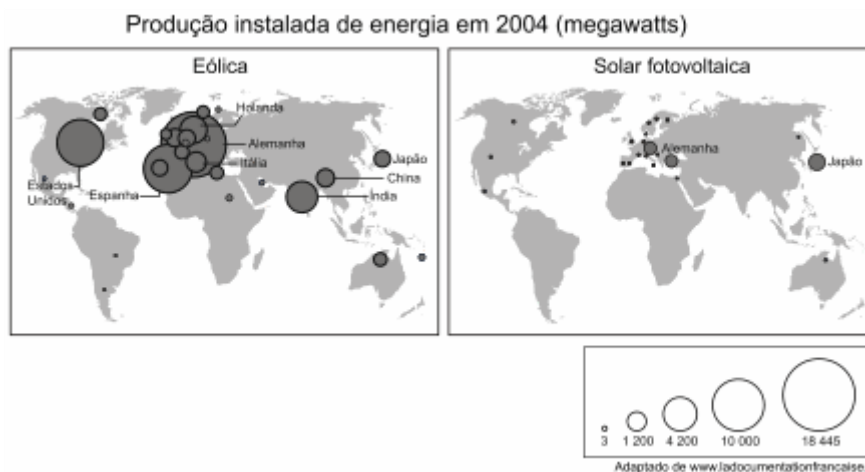 Produção instalada de energia em 2004 (megawatts)
Eólica
Holanda
Alemanha
Itália
Japão
China
Índia
Espanha
Estados
Unidos
Solar fotovoltaica
Alemanha
Japão
3 1 200 4 200 10 000 18 445
Adaptado de www.ladocumentationfrancaise